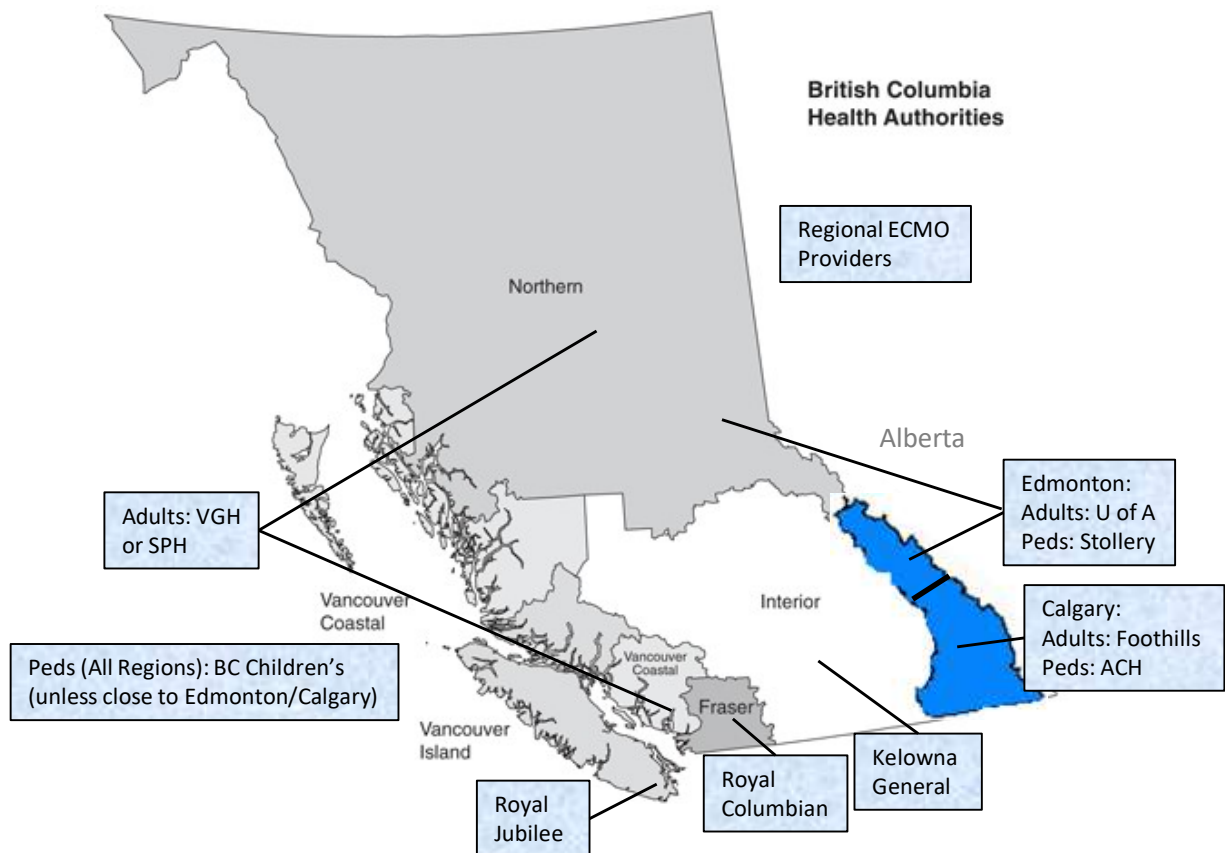 British Columbia
Health Authorities
Regional ECMO
Providers
Northern
Alberta
Edmonton:
Adults: U of A
Peds: Stollery
Adults: VGH
or SPH
Vancouver
Coastal
Interior
Calgary:
Adults: Foothills
Peds: ACH
Peds (All Regions): BC Children's
(unless close to Edmonton/Calgary)
Vancouver
Coastal
Fraser
Vancouver
Island
Kelowna
General
Royal
Columbian
Royal
Jubilee